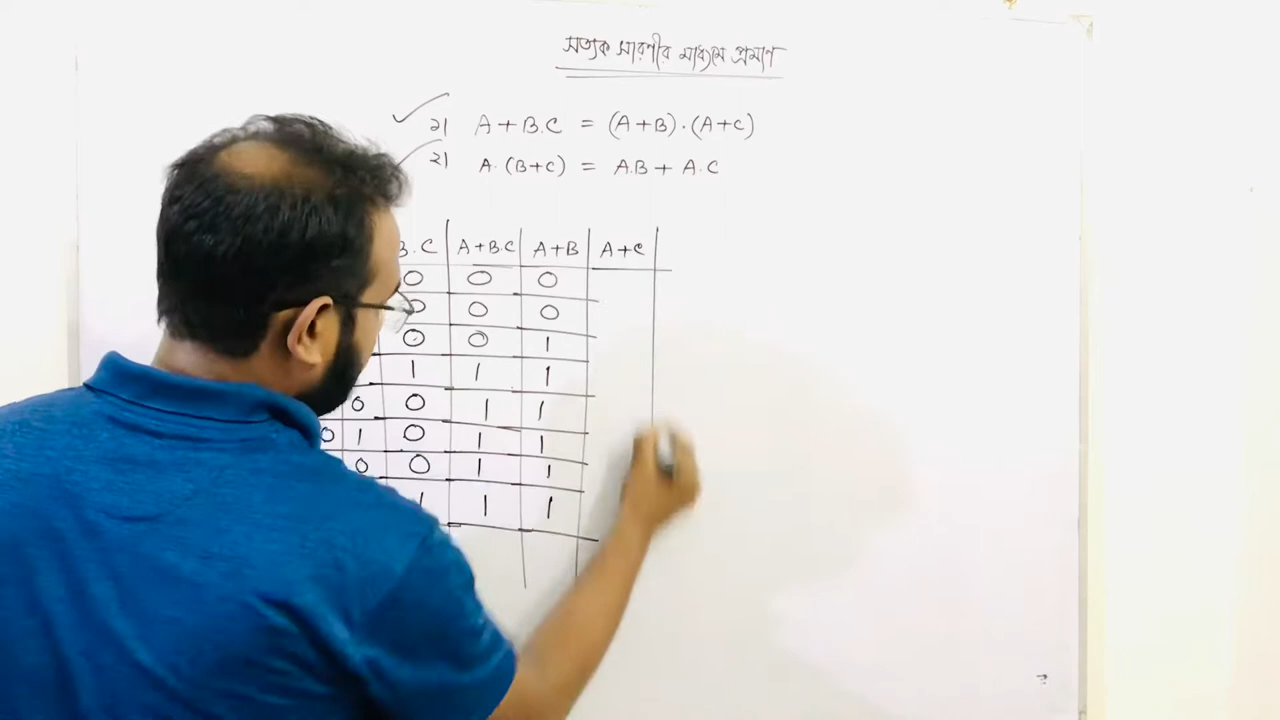 সত্যক সারণীর মাধ্যমে প্রমাণ
২। A+B.C = (A+B).(A+C)
২। A.(B+C) = A.B + A.C
B.C A+B.C A+B A+C
0 0 0
0 0 0
0 0 1
1 1 1
0 0 1 1
0 1 0 1 1
0 0 1 1
1 1 1